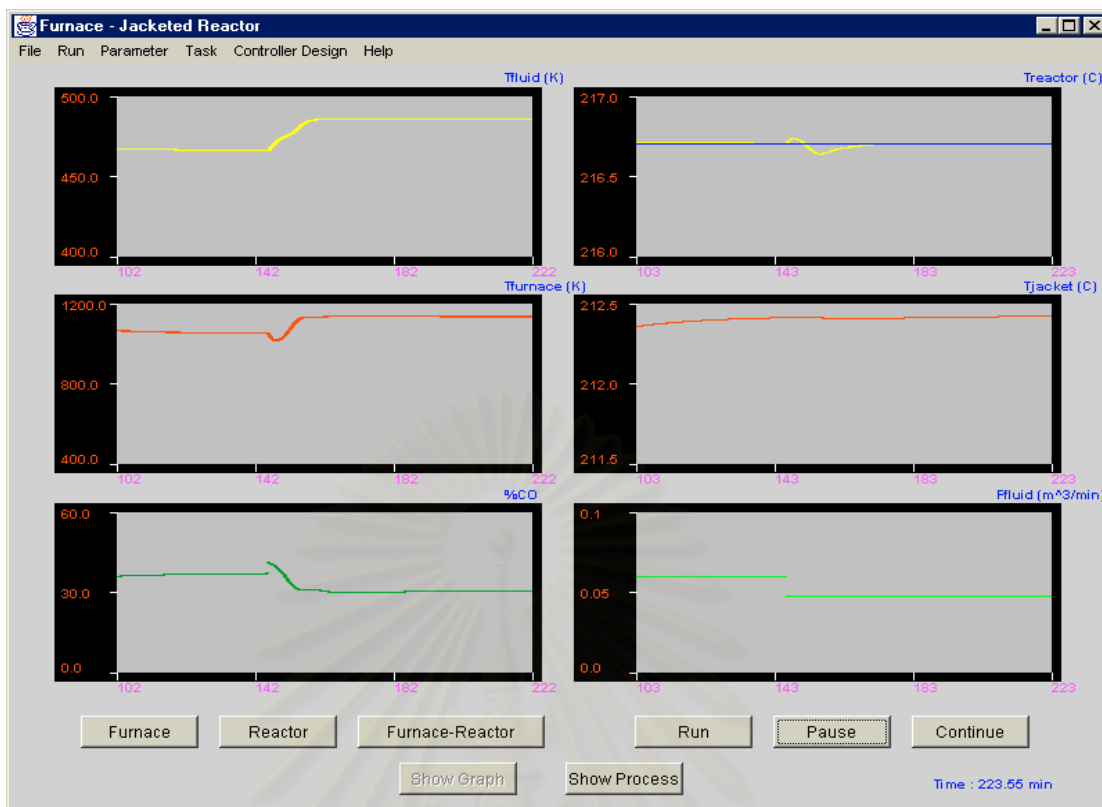 Furnace - Jacketed Reactor
File Run Parameter Task Controller Design Help
Tfluid (K)
500.0
450.0
400.0
102 142 182 222
Treactor (C)
217.0
216.5
216.0
103 143 183 223
Tfurnace (K)
1200.0
800.0
400.0
102 142 182 222
Tjacket (C)
212.5
212.0
211.5
103 143 183 223
%CO
60.0
30.0
0.0
102 142 182 222
Ffluid (m^3/min)
0.1
0.05
0.0
103 143 183 223
Furnace Reactor Furnace-Reactor Run Pause Continue
Show Graph Show Process
Time : 223.55 min